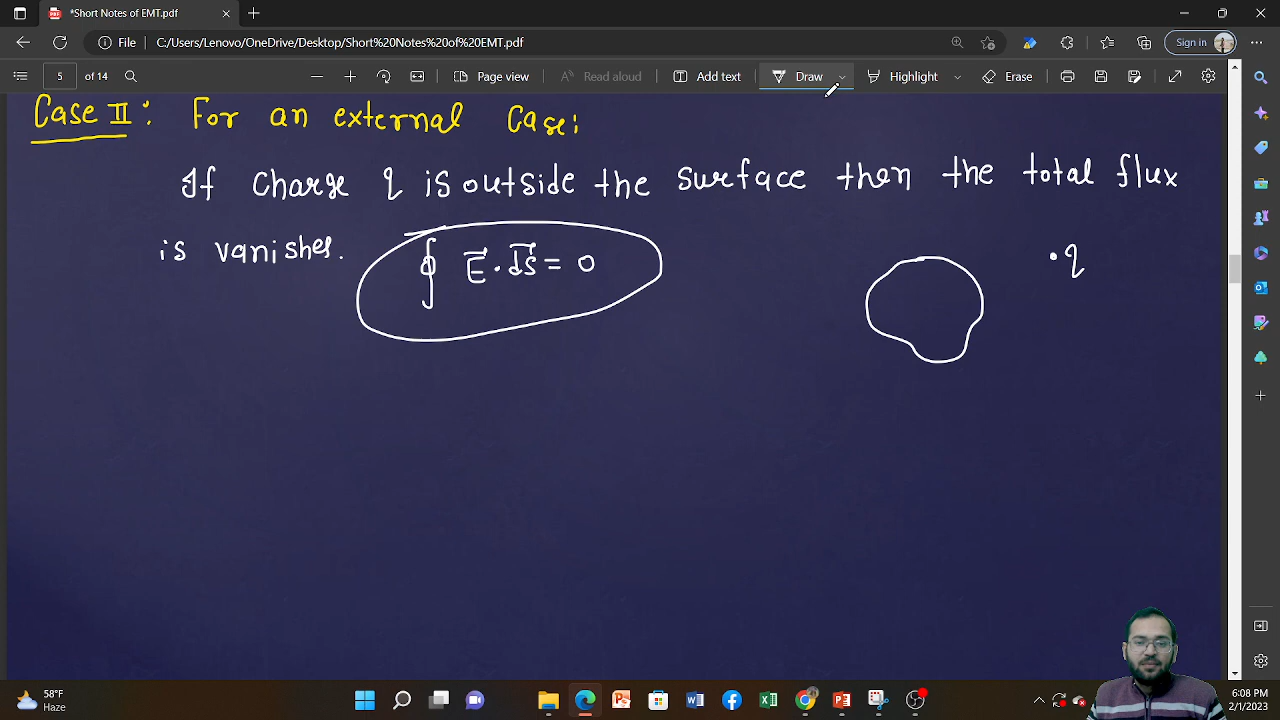 *Short Notes of EMT.pdf
File C:/Users/Lenovo/OneDrive/Desktop/Short%20Notes%20of%20EMT.pdf Sign in
5 of 14 Page view Read aloud Add text Draw Highlight Erase
Case II: For an external Case:
If charge q is outside the surface then the total flux
is vanishes. ∮ E⃗ · ds⃗ = 0
q
58°F
Haze
6:08 PM
2/1/2023